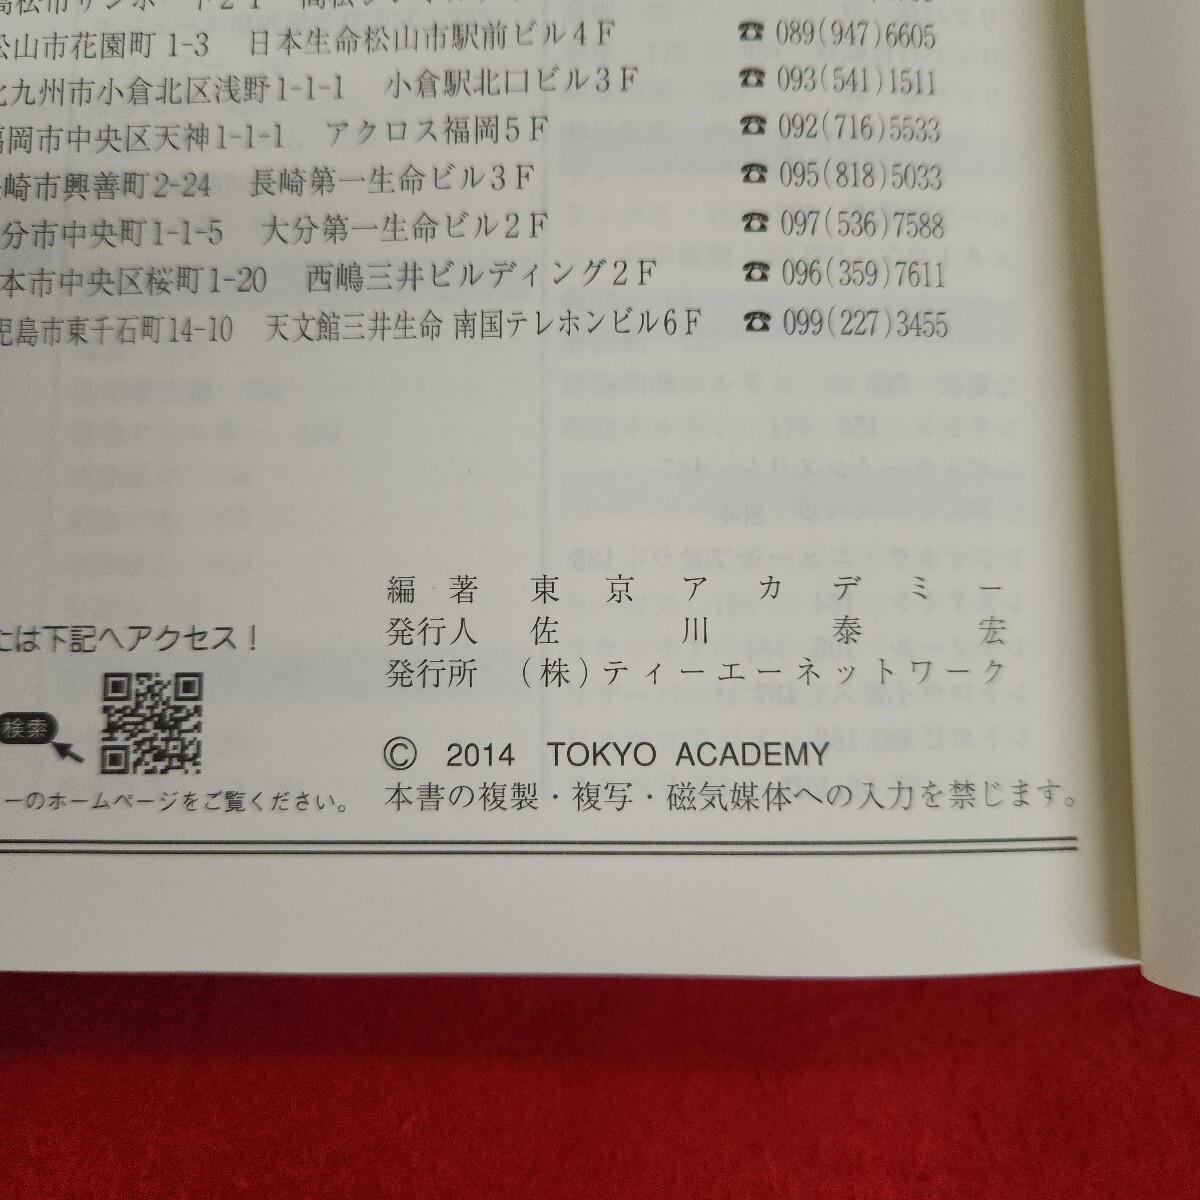 松山市花園町 1-3 日本生命松山市駅前ビル4F ☎ 089(947)6605
北九州市小倉北区浅野1-1-1 小倉駅北口ビル3F ☎ 093(541)1511
福岡市中央区天神1-1-1 アクロス福岡5F ☎ 092(716)5533
崎市興善町2-24 長崎第一生命ビル3F ☎ 095(818)5033
分市中央町1-1-5 大分第一生命ビル2F ☎ 097(536)7588
本市中央区桜町1-20 西嶋三井ビルディング2F ☎ 096(359)7611
児島市東千石町14-10 天文館三井生命 南国テレホンビル6F ☎ 099(227)3455
編著 東京アカデミー
発行人 佐川泰宏
発行所 (株)ティーエーネットワーク
たは下記へアクセス!
検索
ーのホームページをご覧ください。
© 2014 TOKYO ACADEMY
本書の複製・複写・磁気媒体への入力を禁じます。